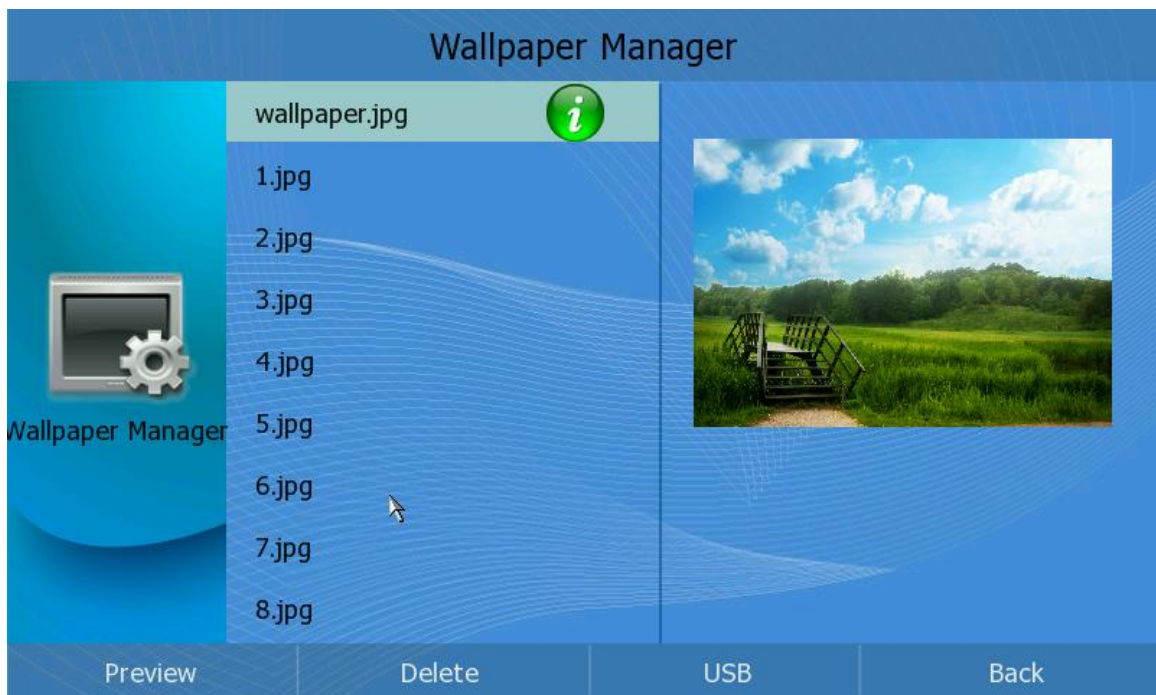 Wallpaper Manager
wallpaper.jpg
i
1.jpg
2.jpg
3.jpg
4.jpg
5.jpg
6.jpg
7.jpg
8.jpg
Wallpaper Manager
Preview
Delete
USB
Back